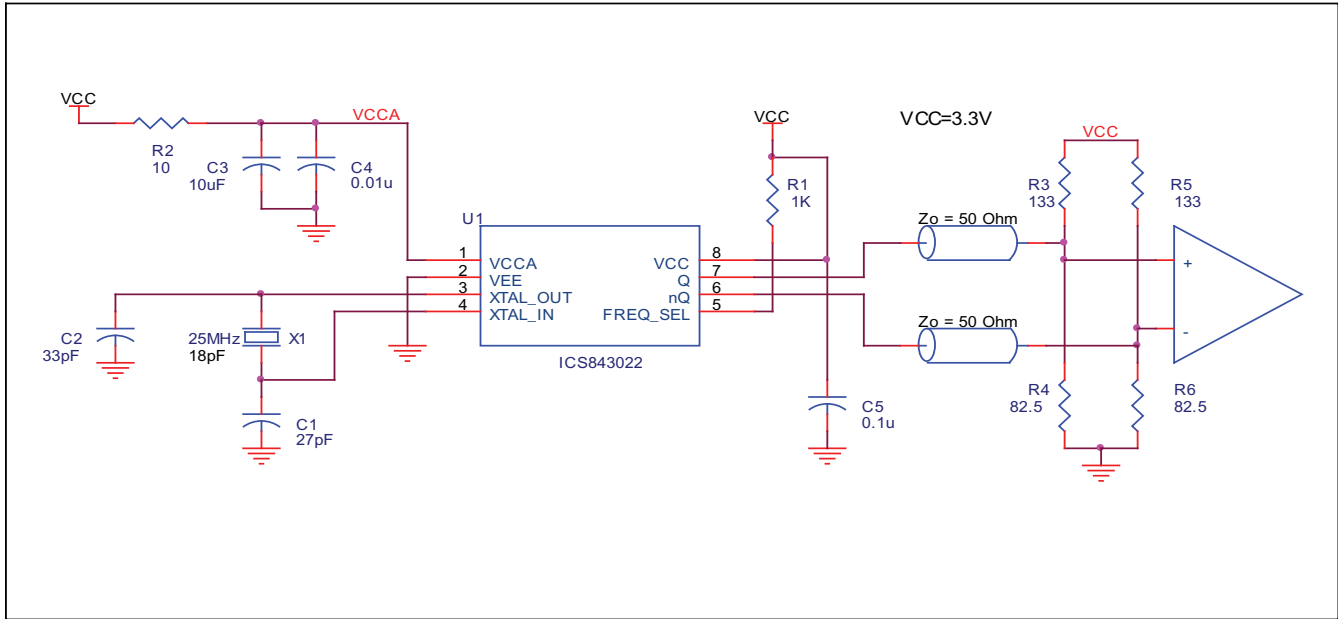 VCC
VCCA
R2
10
C3
10uF
C4
0.01u
VCC
VCC=3.3V
R1
1K
VCC
R3
133
R5
133
U1
1
VCCA
2
VEE
3
XTAL_OUT
4
XTAL_IN
VCC
8
Q
7
nQ
6
FREQ_SEL
5
ICS843022
Zo = 50 Ohm
Zo = 50 Ohm
+
-
C2
33pF
25MHz
18pF
X1
C1
27pF
C5
0.1u
R4
82.5
R6
82.5